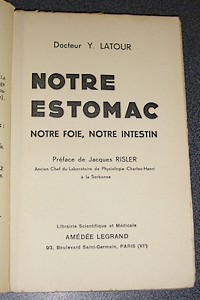 Docteur Y. LATOUR
NOTRE
ESTOMAC
NOTRE FOIE, NOTRE INTESTIN
Préface de Jacques RISLER
Ancien Chef du Laboratoire de Physiologie Charles-Henri
à la Sorbonne
Librairie Scientifique et Médicale
AMÉDÉE LEGRAND
93, Boulevard Saint-Germain, PARIS (VIe)